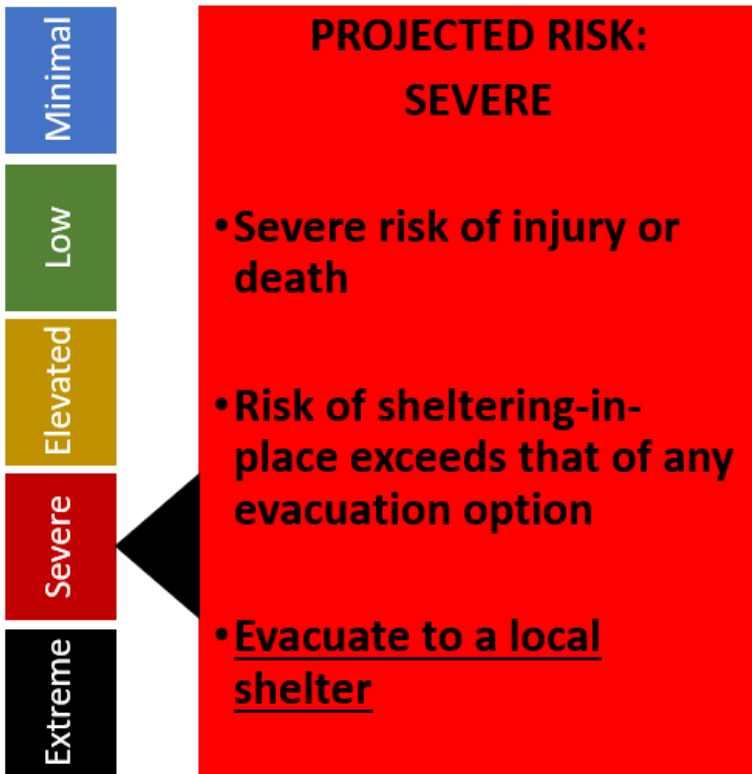 Minimal
Low
Elevated
Severe
Extreme
PROJECTED RISK:
SEVERE
•Severe risk of injury or
death
•Risk of sheltering-in-
place exceeds that of any
evacuation option
•Evacuate to a local
shelter